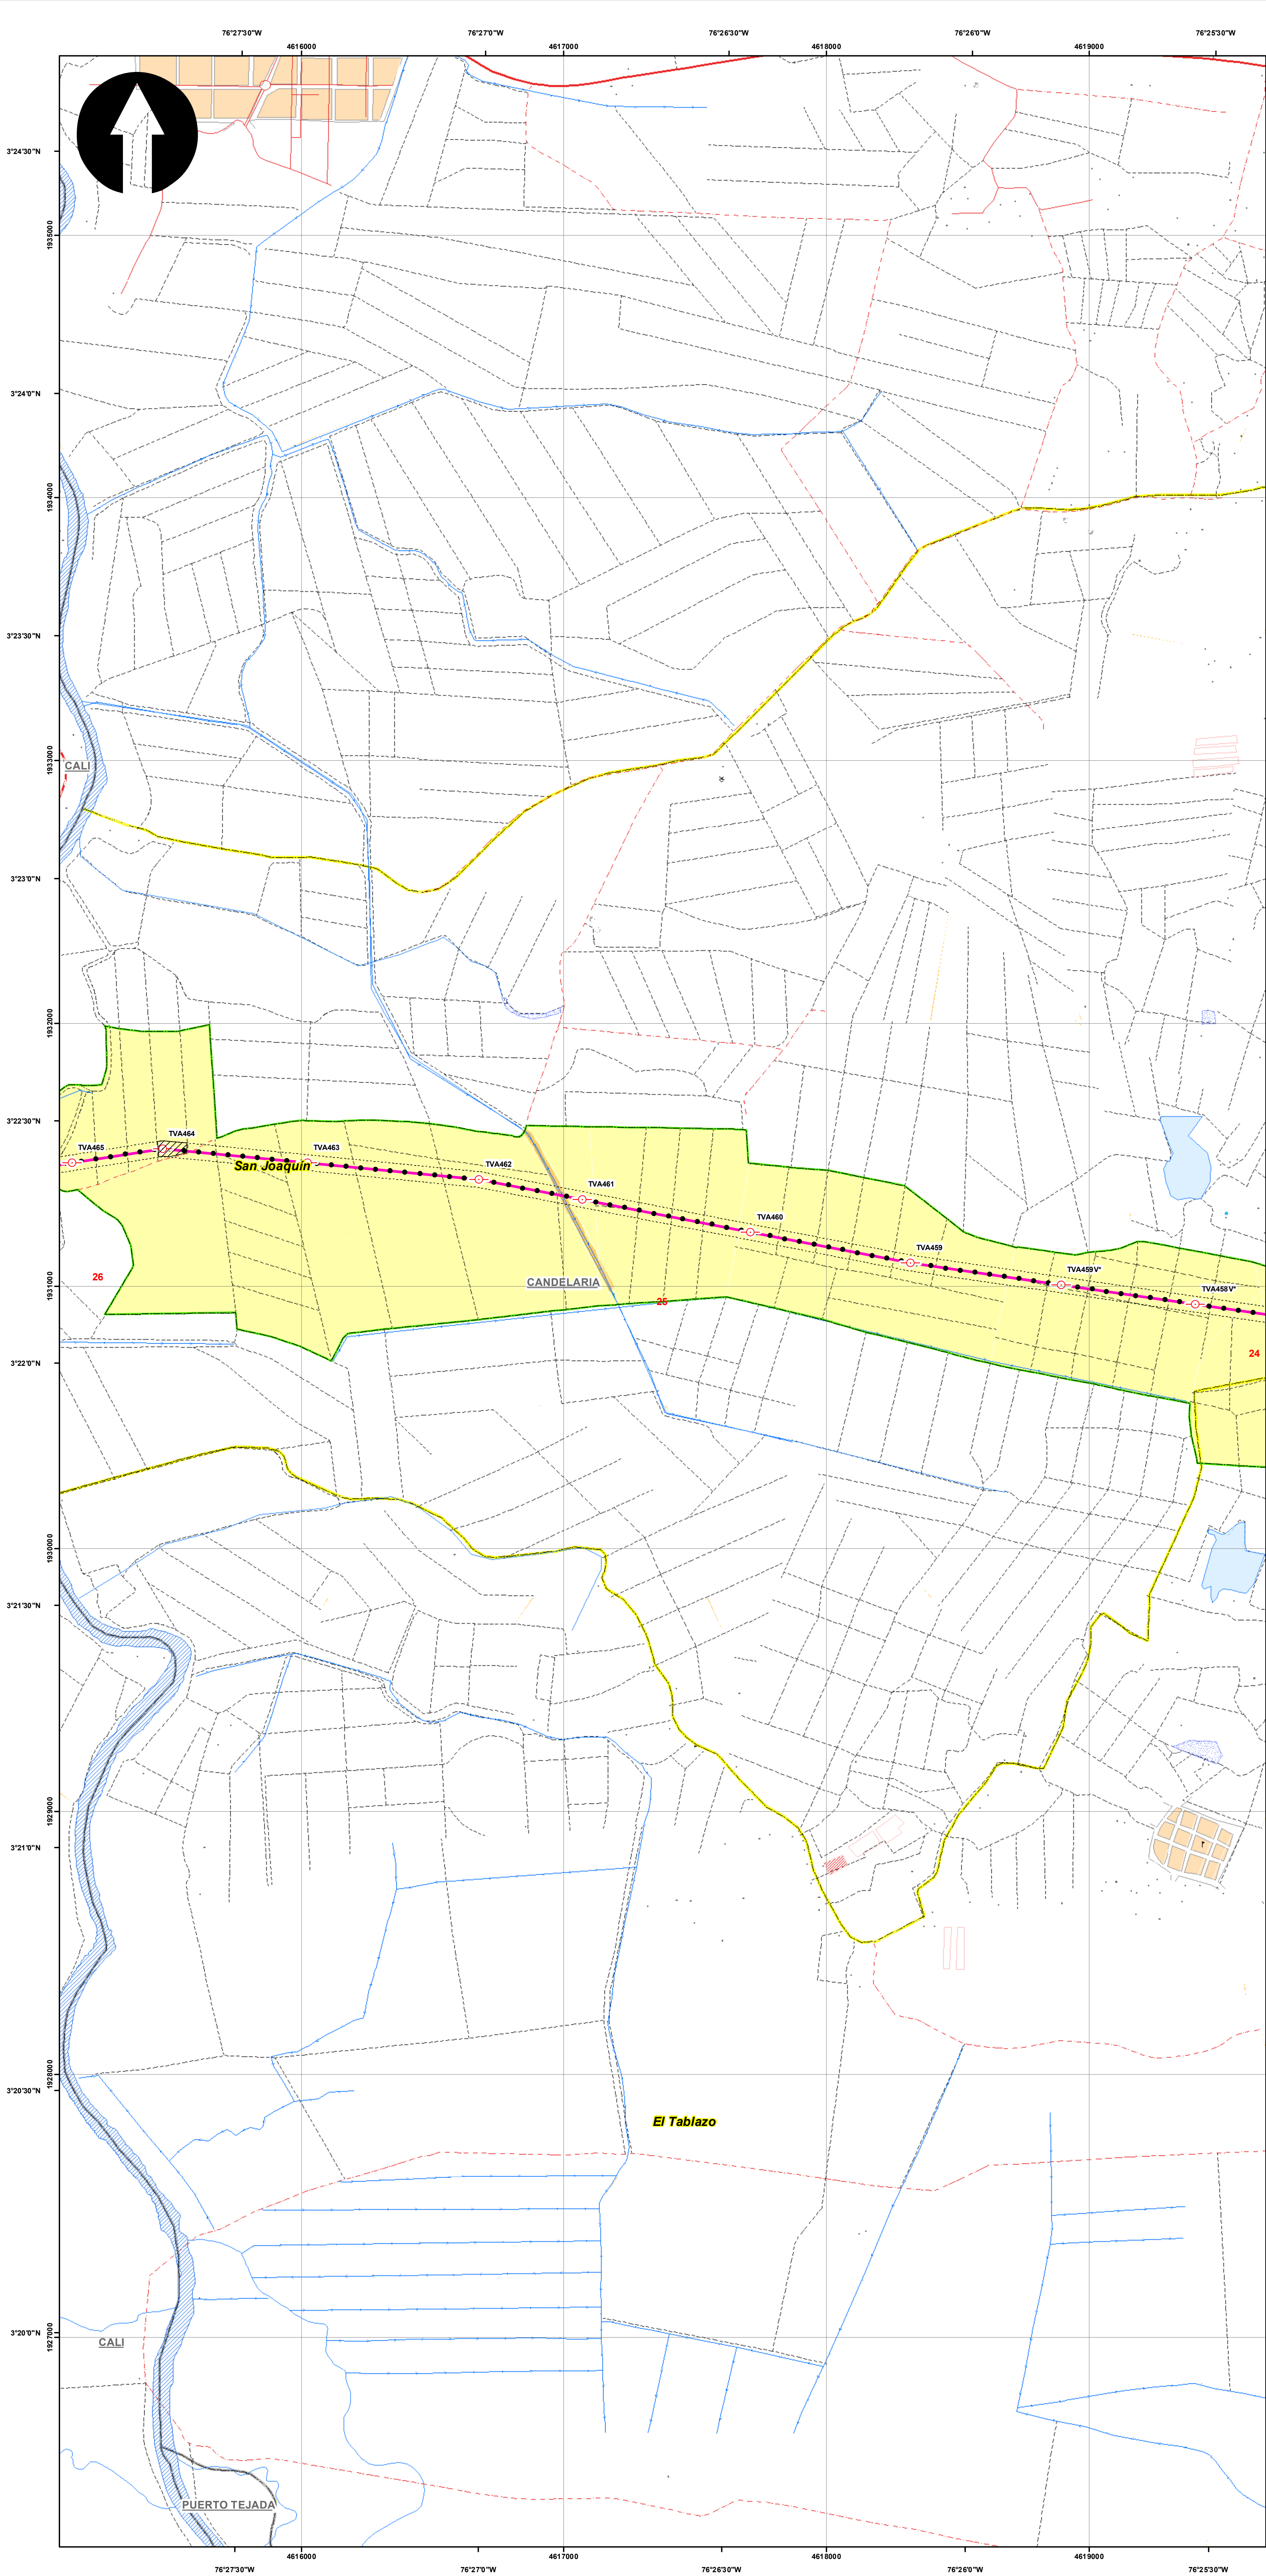 76°27'30"W
4616000
76°27'0"W
4617000
76°26'30"W
4618000
76°26'0"W
4619000
76°25'30"W
3°24'30"N
1935000
3°24'0"N
1934000
3°23'30"N
1933000
CALI
3°23'0"N
1932000
3°22'30"N
TVA465
TVA464
TVA463
San Joaquín
TVA462
TVA461
TVA460
TVA459
TVA459V*
TVA458V*
26
CANDELARIA
25
1931000
24
3°22'0"N
1930000
3°21'30"N
1929000
3°21'0"N
1928000
3°20'30"N
El Tablazo
3°20'0"N
1927000
CALI
PUERTO TEJADA
76°27'30"W
4616000
76°27'0"W
4617000
76°26'30"W
4618000
76°26'0"W
4619000
76°25'30"W